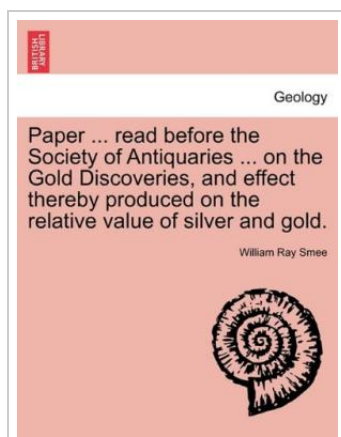 BRITISH
LIBRARY
Geology
Paper ... read before the
Society of Antiquaries ... on the
Gold Discoveries, and effect
thereby produced on the
relative value of silver and gold.
William Ray Smee